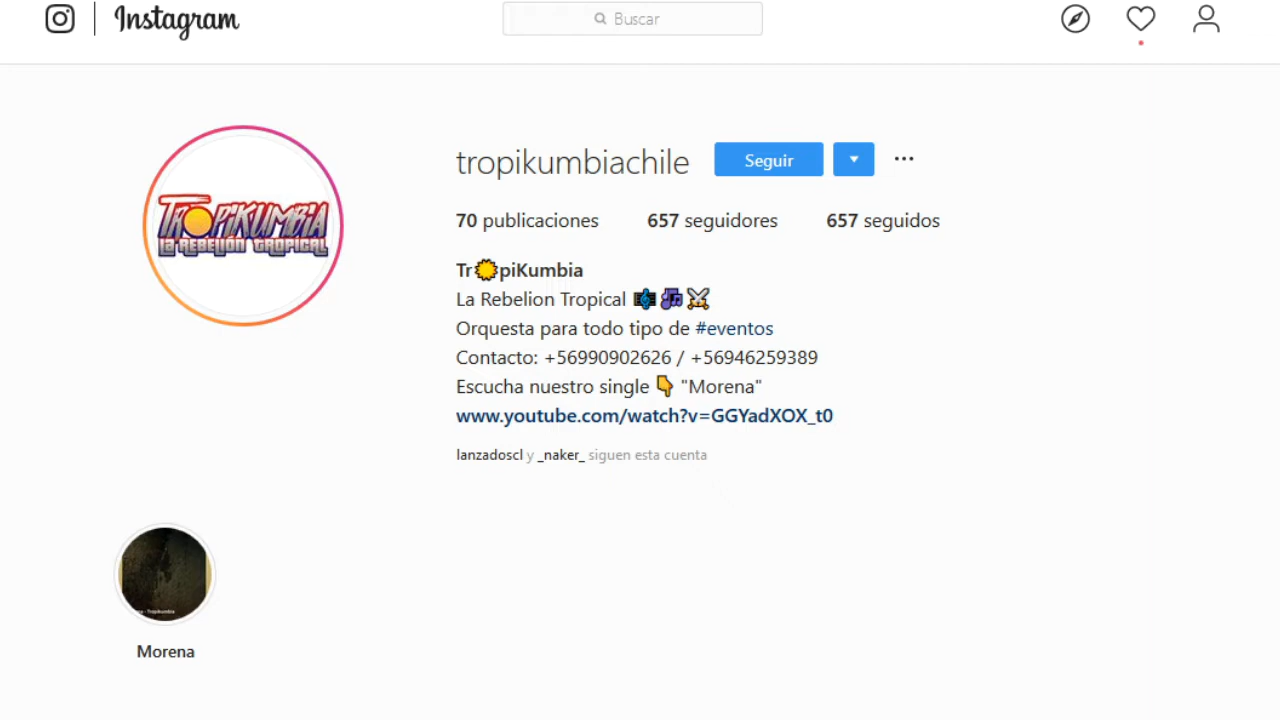 Instagram
Buscar
tropikumbiachile
Seguir
TROPIKUMBIA
LA REBELIÓN TROPICAL
70 publicaciones 657 seguidores 657 seguidos
Tr🌞piKumbia
La Rebelion Tropical 🎼🎶⚔
Orquesta para todo tipo de #eventos
Contacto: +56990902626 / +56946259389
Escucha nuestro single 👇 "Morena"
www.youtube.com/watch?v=GGYadXOX_t0
lanzadoscl y _naker_ siguen esta cuenta
- Tropikumbia
Morena